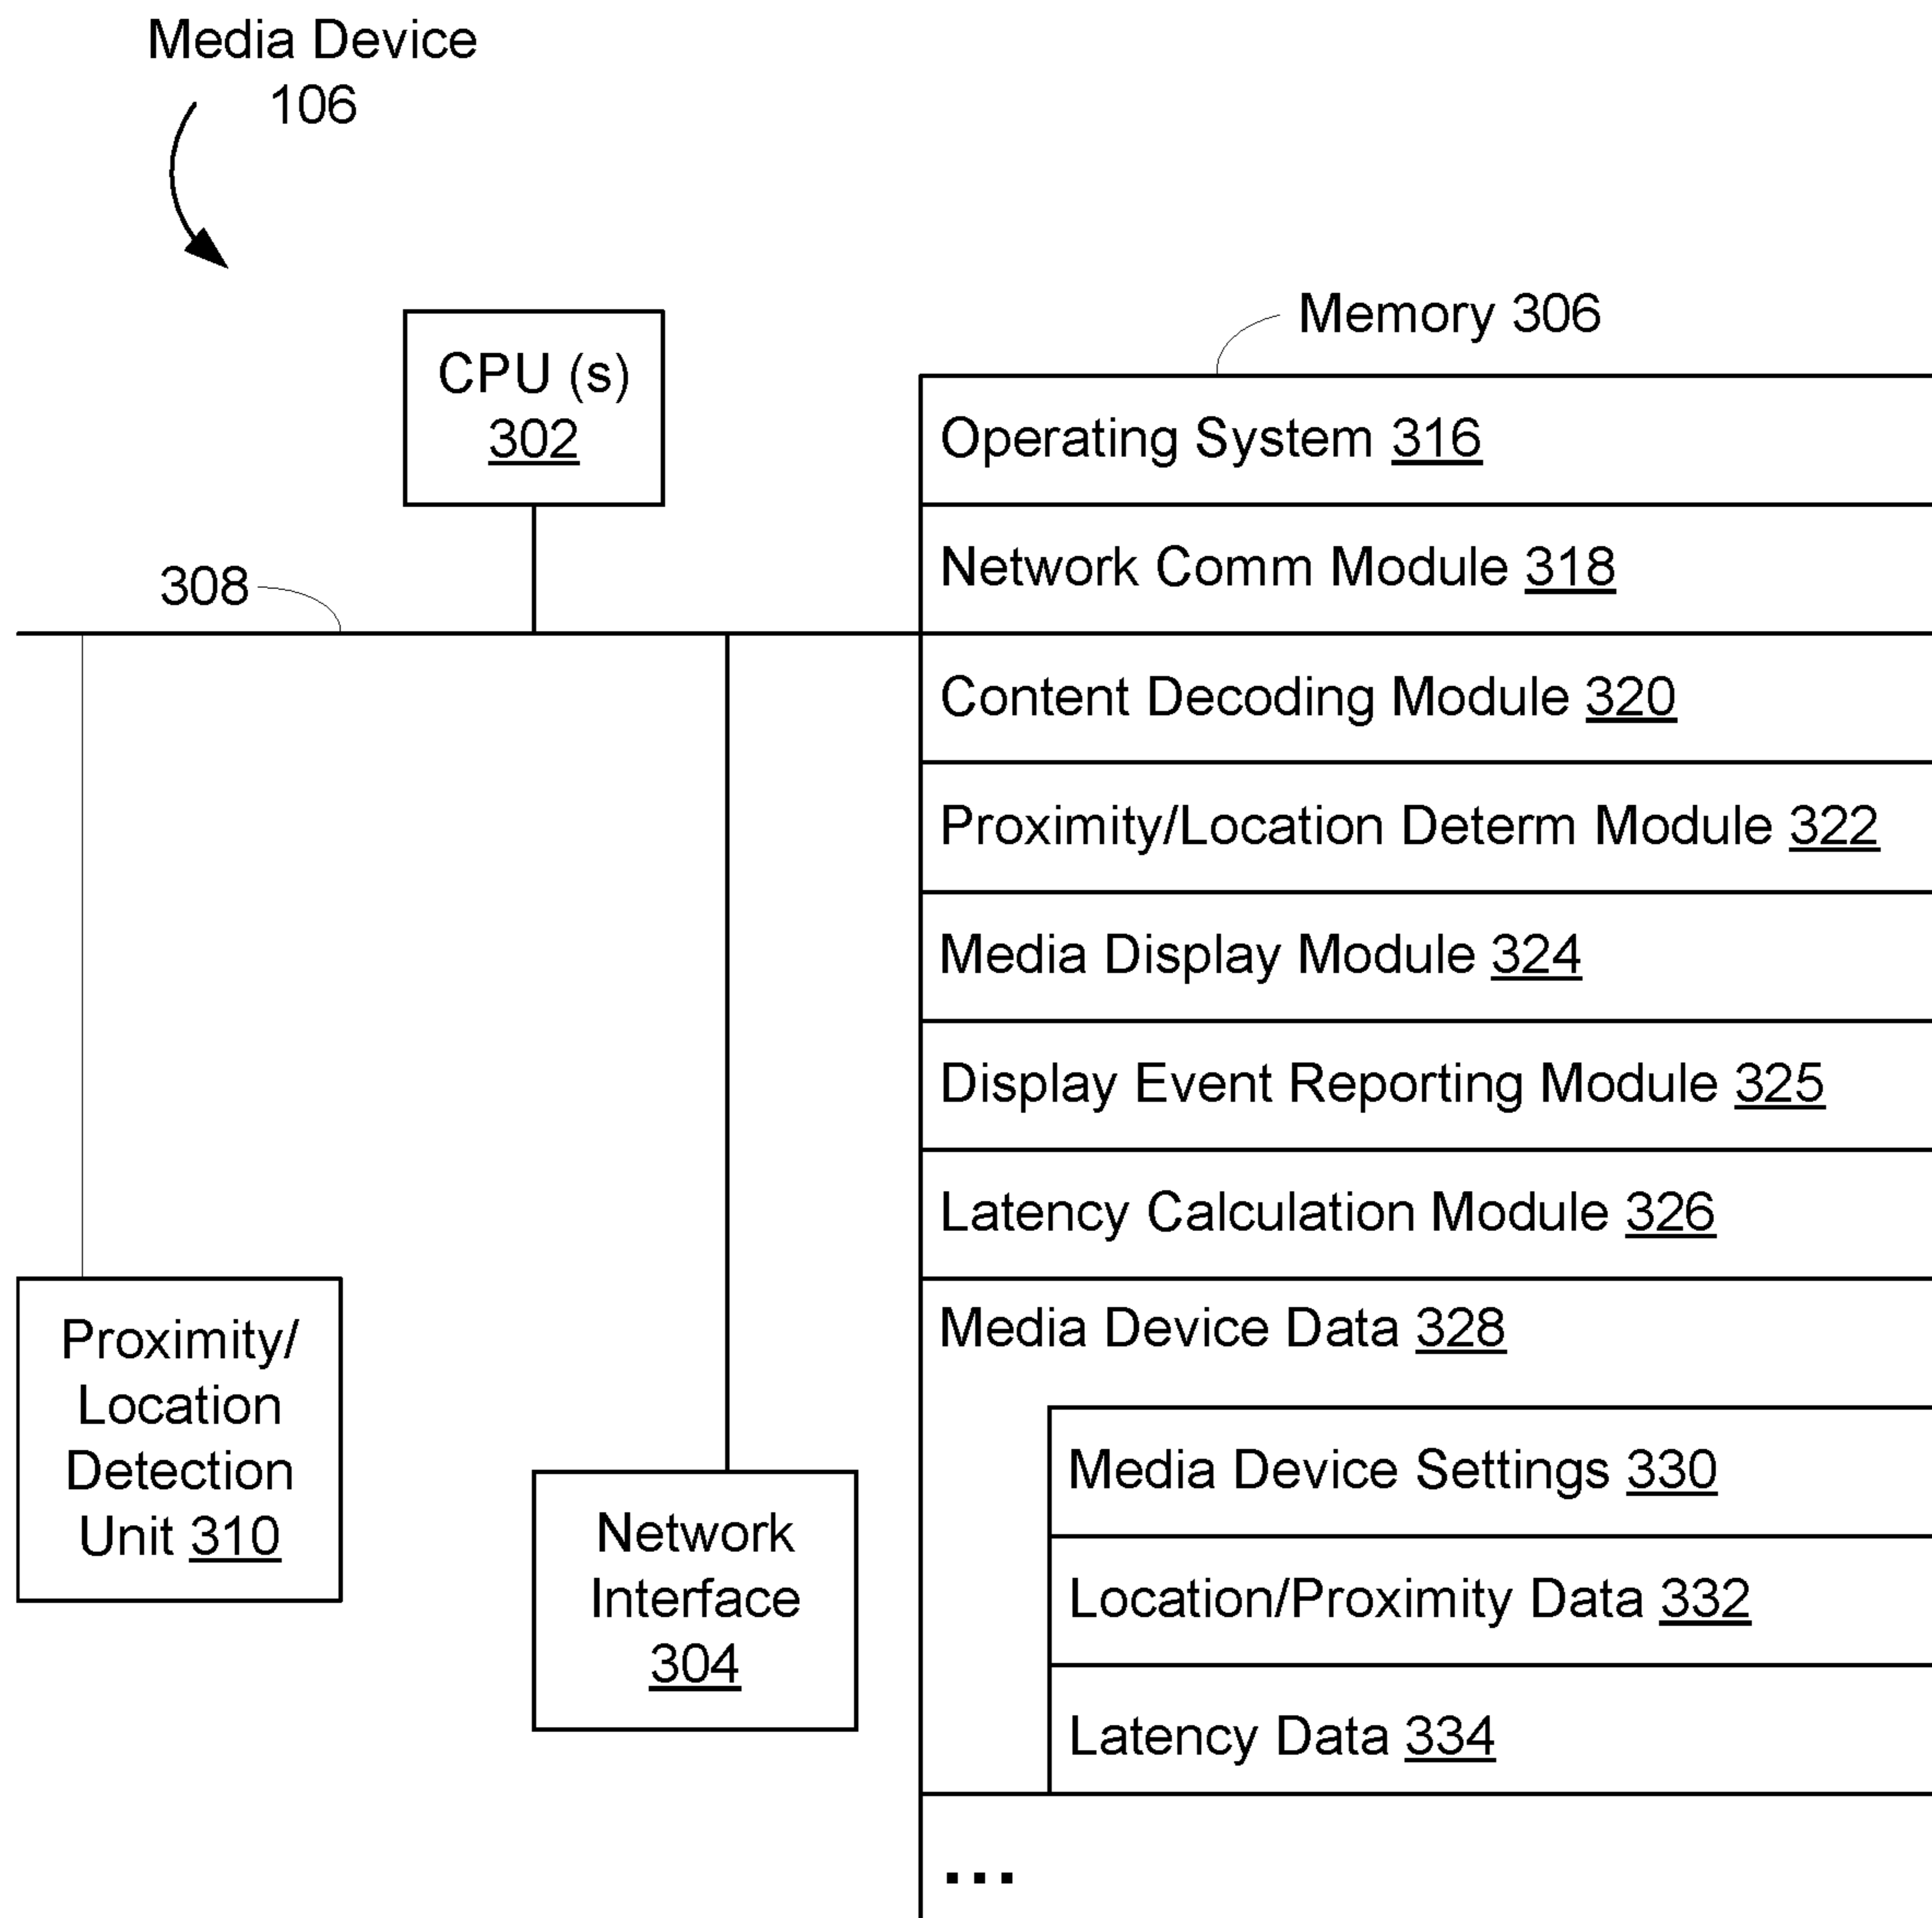 Media Device
106
Memory 306
CPU (s)
302
Operating System 316
Network Comm Module 318
308
Content Decoding Module 320
Proximity/Location Determ Module 322
Media Display Module 324
Display Event Reporting Module 325
Latency Calculation Module 326
Media Device Data 328
Media Device Settings 330
Location/Proximity Data 332
Latency Data 334
...
Proximity/
Location
Detection
Unit 310
Network
Interface
304